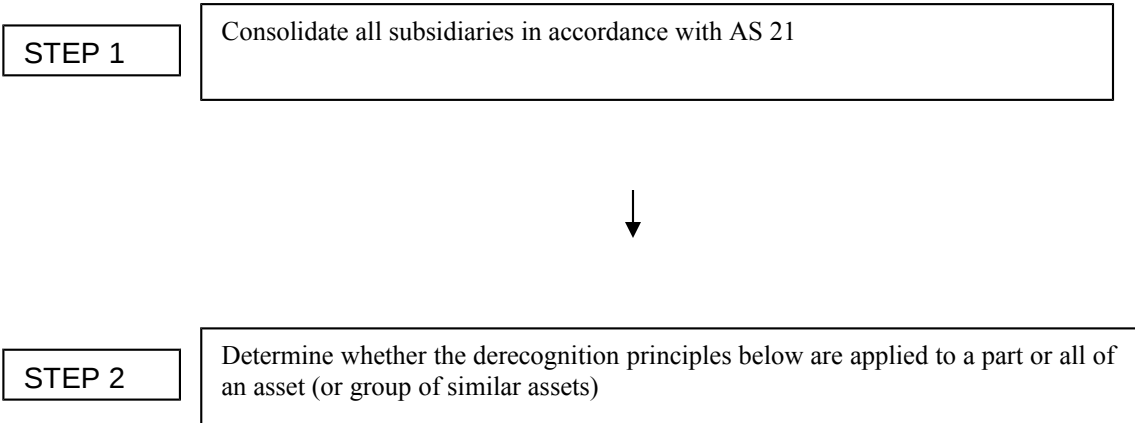 STEP 1
Consolidate all subsidiaries in accordance with AS 21
STEP 2
Determine whether the derecognition principles below are applied to a part or all of
an asset (or group of similar assets)